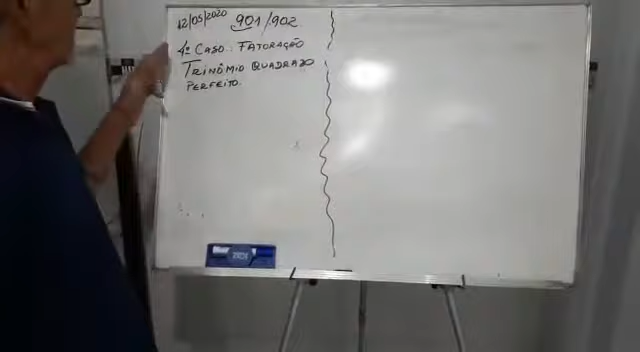 12/05/2020 901/902
4º CASO: FATORAÇÃO
TRINÔMIO QUADRADO
PERFEITO.